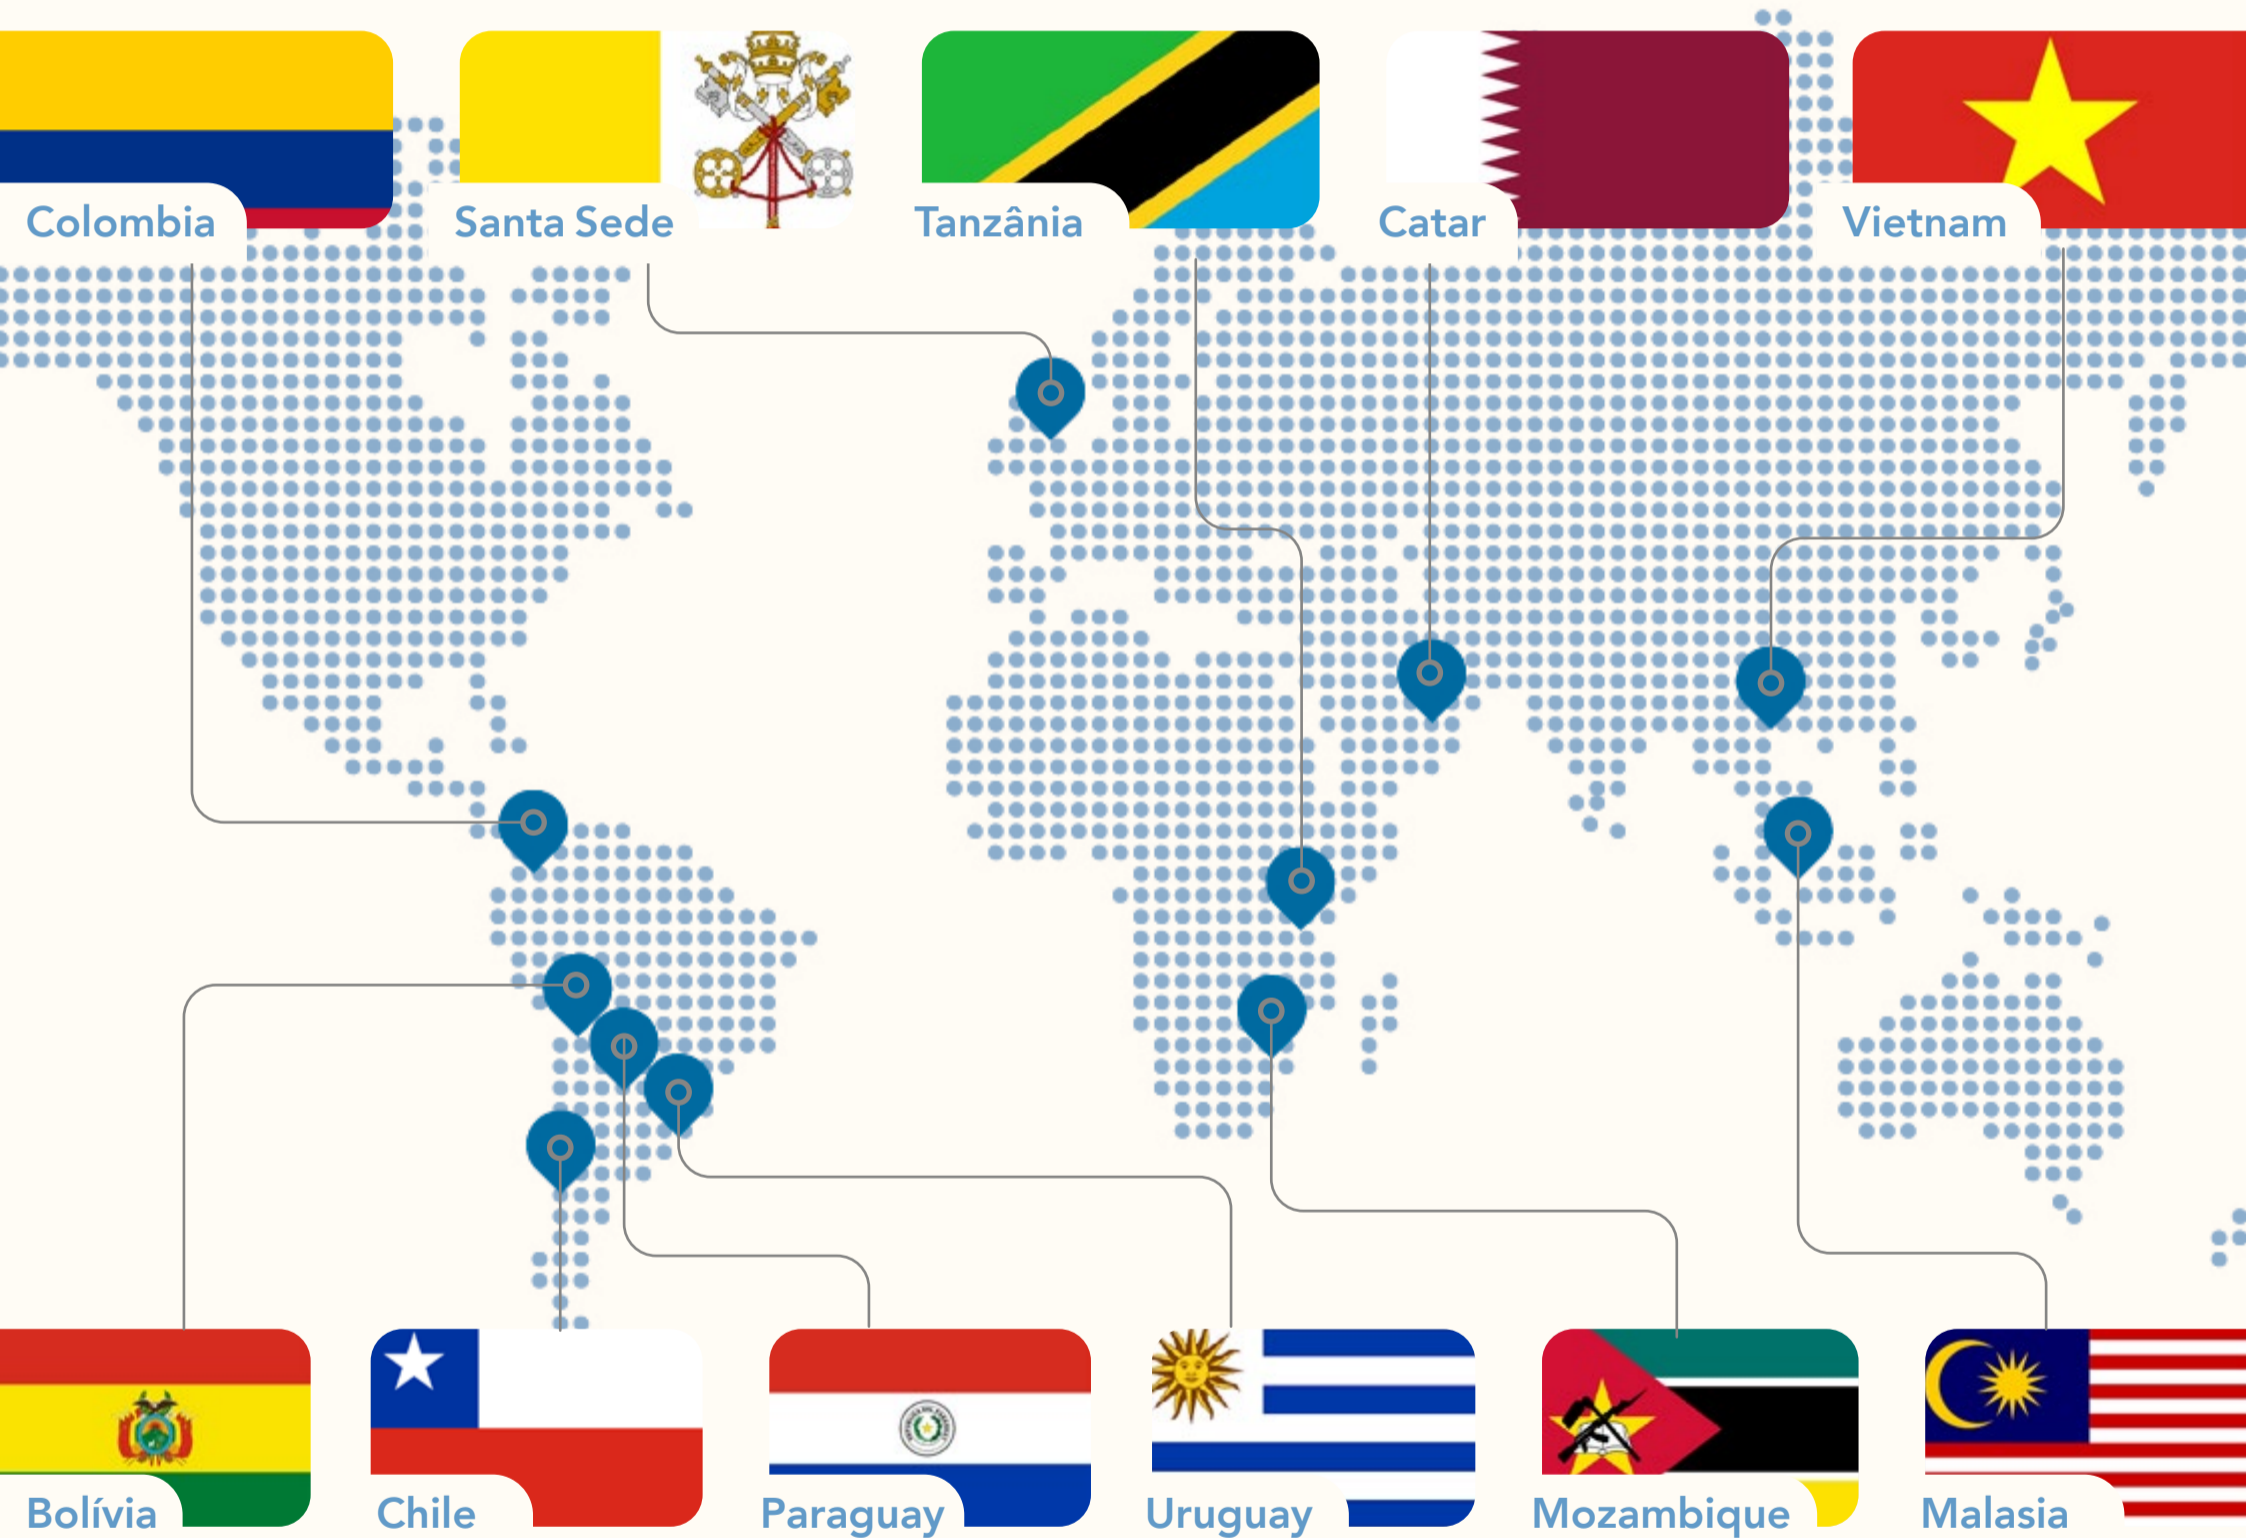 Colombia
Santa Sede
Tanzânia
Catar
Vietnam
Bolívia
Chile
Paraguay
Uruguay
Mozambique
Malasia